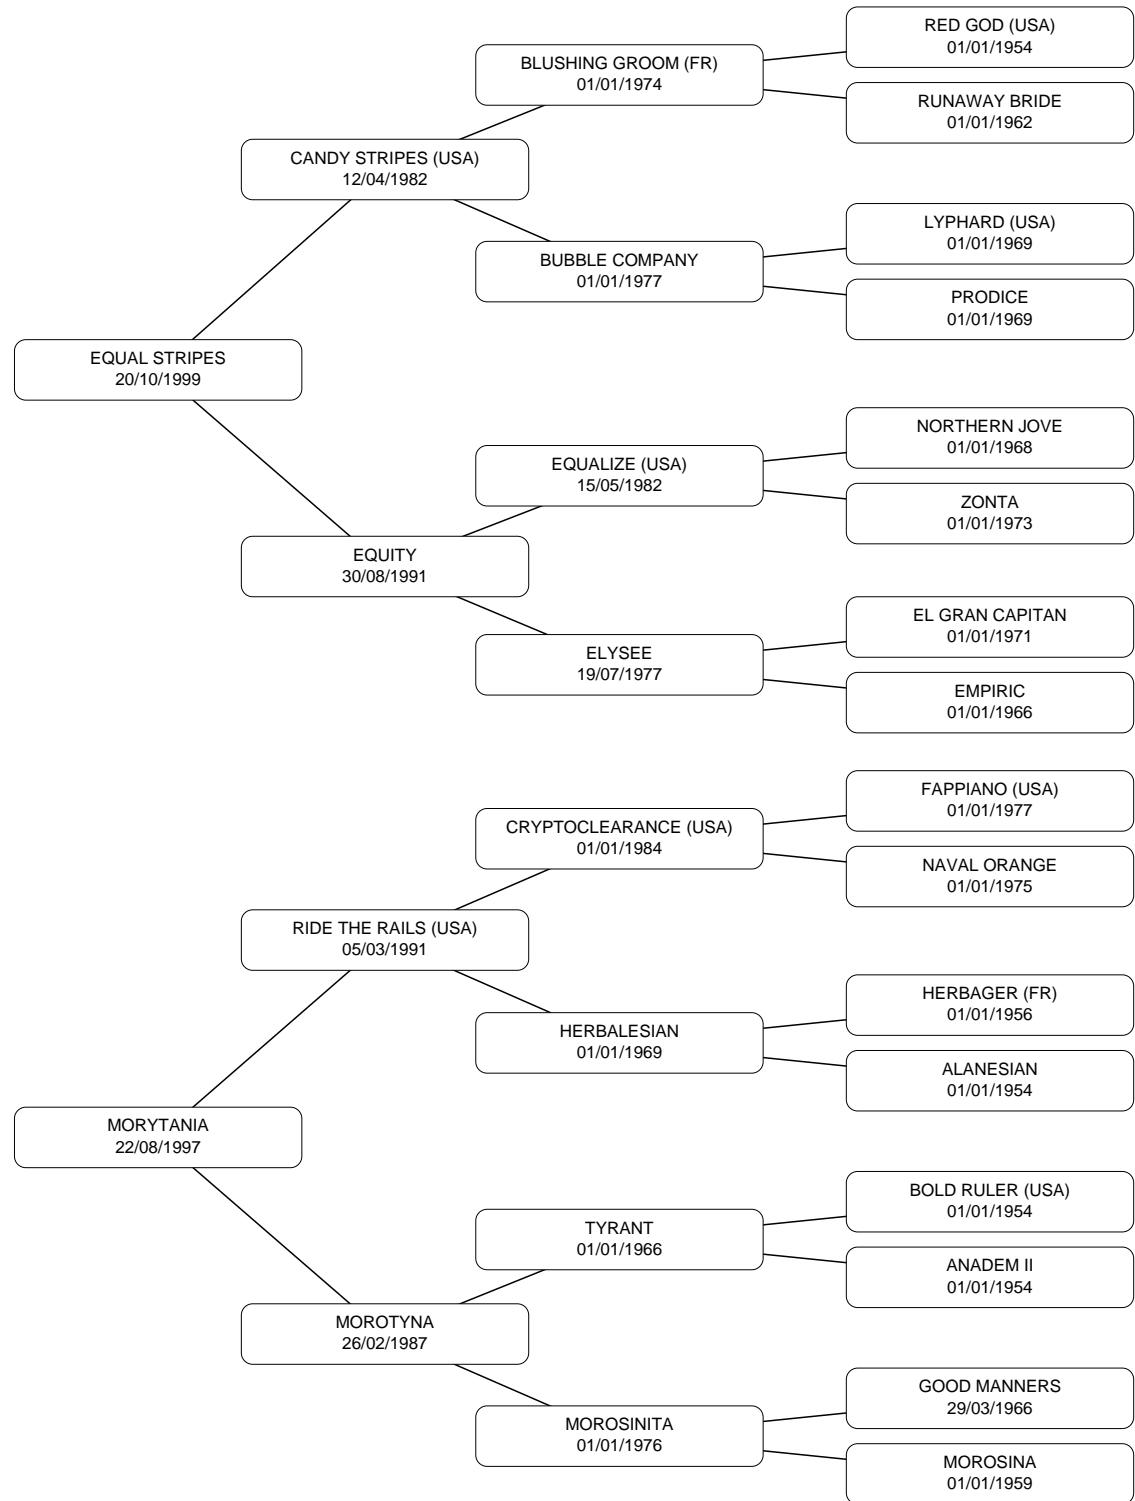 RED GOD (USA)
01/01/1954
BLUSHING GROOM (FR)
01/01/1974
RUNAWAY BRIDE
01/01/1962
CANDY STRIPES (USA)
12/04/1982
LYPHARD (USA)
01/01/1969
BUBBLE COMPANY
01/01/1977
PRODICE
01/01/1969
EQUAL STRIPES
20/10/1999
NORTHERN JOVE
01/01/1968
EQUALIZE (USA)
15/05/1982
ZONTA
01/01/1973
EQUITY
30/08/1991
EL GRAN CAPITAN
01/01/1971
ELYSEE
19/07/1977
EMPIRIC
01/01/1966
FAPPIANO (USA)
01/01/1977
CRYPTOCLEARANCE (USA)
01/01/1984
NAVAL ORANGE
01/01/1975
RIDE THE RAILS (USA)
05/03/1991
HERBAGER (FR)
01/01/1956
HERBALESIAN
01/01/1969
ALANESIAN
01/01/1954
MORYTANIA
22/08/1997
BOLD RULER (USA)
01/01/1954
TYRANT
01/01/1966
ANADEM II
01/01/1954
MOROTYNA
26/02/1987
GOOD MANNERS
29/03/1966
MOROSINITA
01/01/1976
MOROSINA
01/01/1959